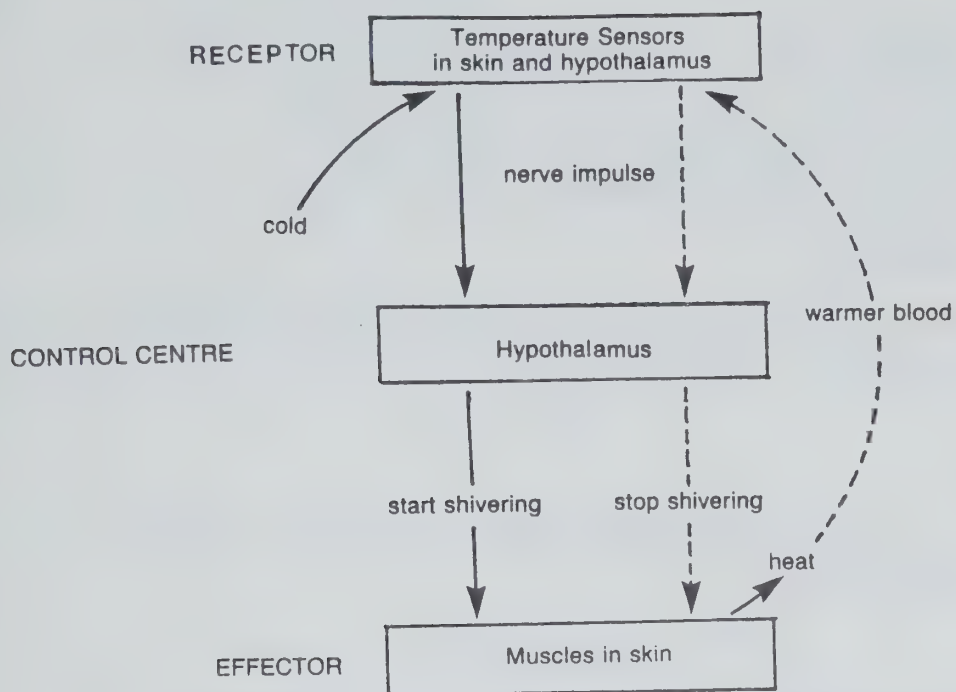 RECEPTOR
Temperature Sensors
in skin and hypothalamus
nerve impulse
cold
warmer blood
CONTROL CENTRE
Hypothalamus
start shivering
stop shivering
heat
EFFECTOR
Muscles in skin